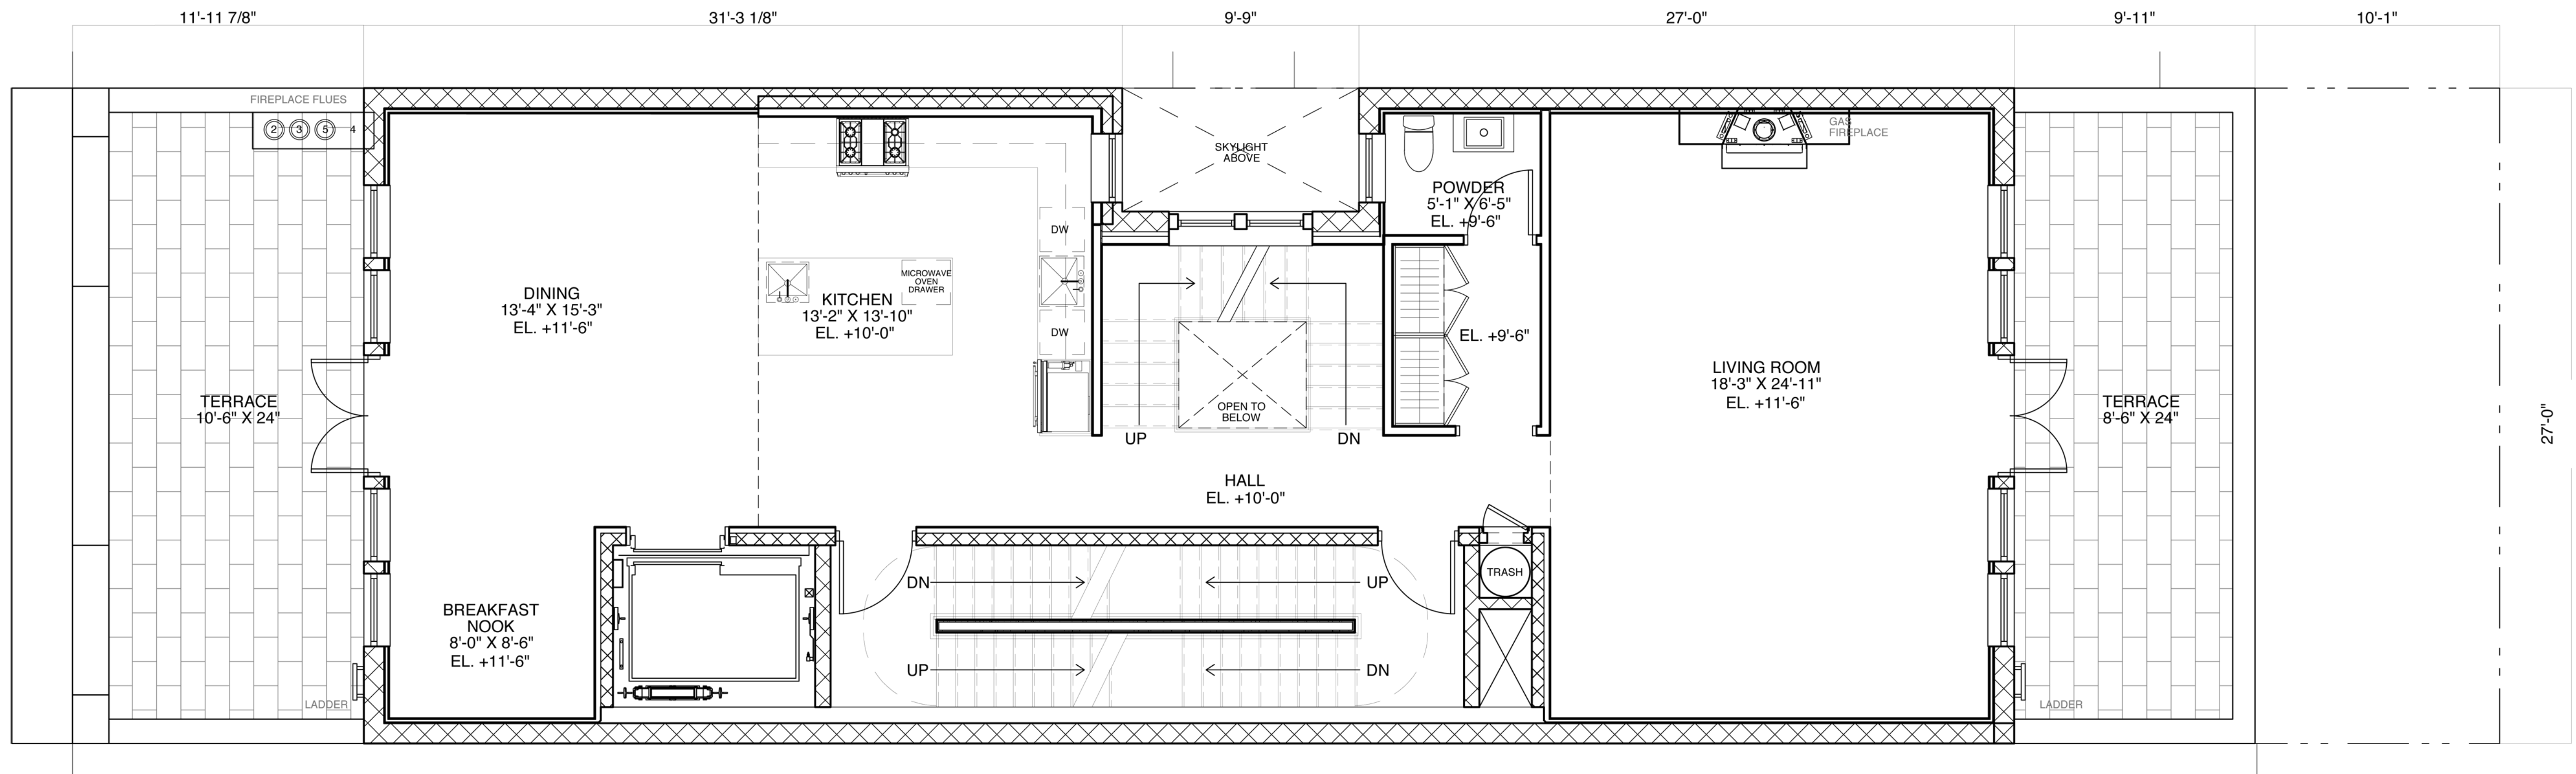 11'-11 7/8"
31'-3 1/8"
9'-9"
27'-0"
9'-11"
10'-1"
FIREPLACE FLUES
2 3 5 4
GAS
FIREPLACE
SKYLIGHT
ABOVE
POWDER
5'-1" X 6'-5"
EL. +9'-6"
DW
MICROWAVE
OVEN
DRAWER
DINING
13'-4" X 15'-3"
EL. +11'-6"
KITCHEN
13'-2" X 13'-10"
EL. +10'-0"
DW
EL. +9'-6"
LIVING ROOM
18'-3" X 24'-11"
EL. +11'-6"
TERRACE
10'-6" X 24"
OPEN TO
BELOW
TERRACE
8'-6" X 24"
27'-0"
UP
DN
HALL
EL. +10'-0"
DN
UP
TRASH
BREAKFAST
NOOK
8'-0" X 8'-6"
EL. +11'-6"
UP
DN
LADDER
LADDER